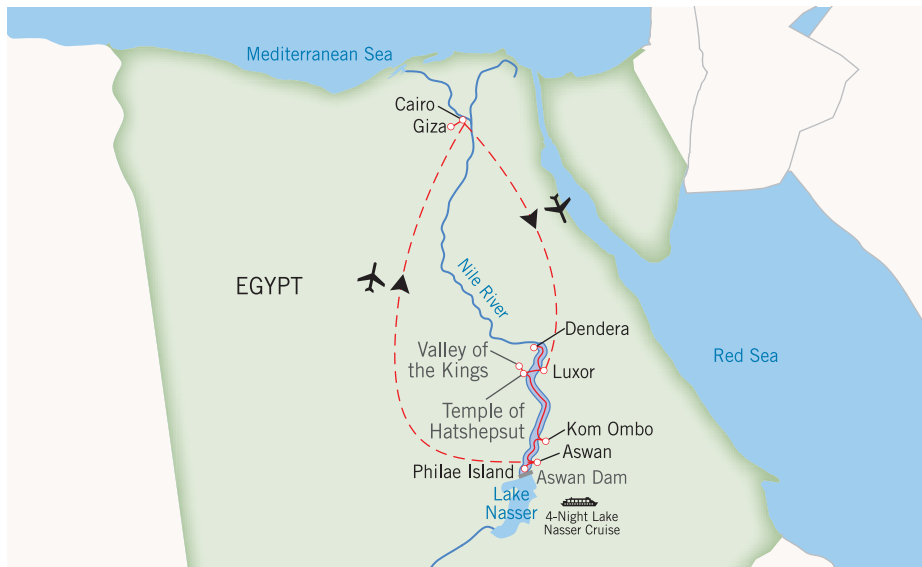 Mediterranean Sea
Cairo
Giza
EGYPT
Nile River
Dendera
Valley of
the Kings
Luxor
Red Sea
Temple of
Hatshepsut
Kom Ombo
Aswan
Philae Island
Aswan Dam
Lake
Nasser
4-Night Lake
Nasser Cruise